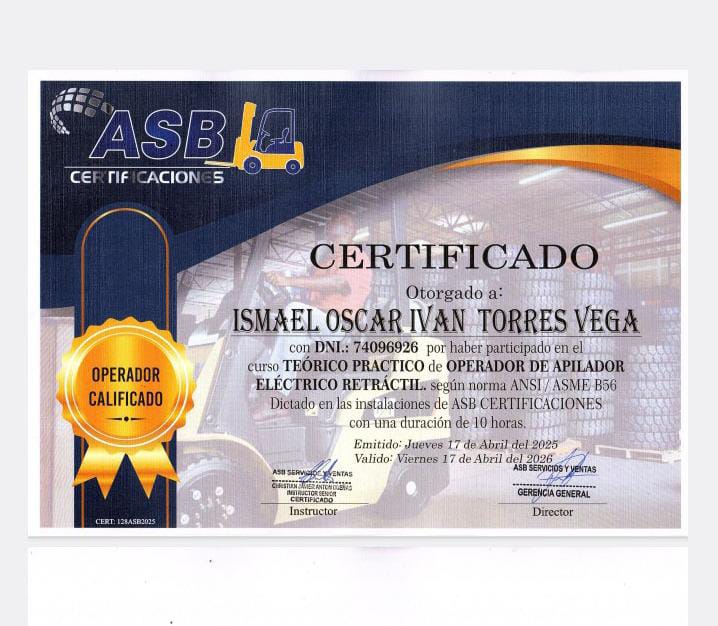 ASB
CERTIFICACIONES
CERTIFICADO
Otorgado a:
ISMAEL OSCAR IVAN TORRES VEGA
con DNI.: 74096926 por haber participado en el
curso TEÓRICO PRACTICO de OPERADOR DE APILADOR
ELÉCTRICO RETRÁCTIL. según norma ANSI / ASME B56
Dictado en las instalaciones de ASB CERTIFICACIONES
con una duración de 10 horas.
Emitido: Jueves 17 de Abril del 2025
Valido: Viernes 17 de Abril del 2026
OPERADOR
CALIFICADO
ASB SERVICIOS Y VENTAS
CHRISTIAN JAVIER ANTON
INSTRUCTOR SENIOR
CERTIFICADO
Instructor
ASB SERVICIOS Y VENTAS
GERENCIA GENERAL
Director
CERT: 128ASB2025